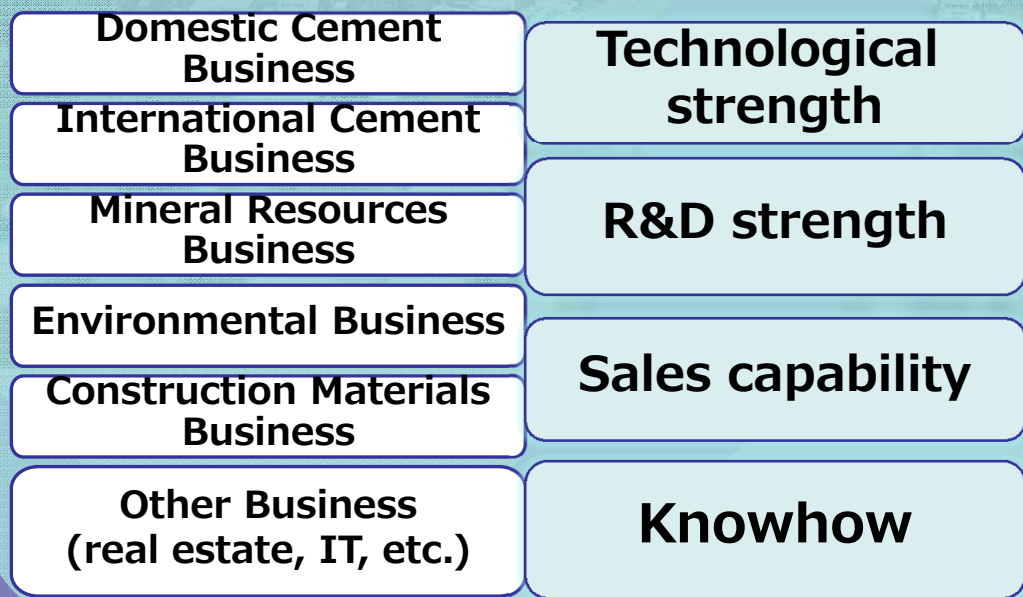 Domestic Cement
Business
International Cement
Business
Mineral Resources
Business
Environmental Business
Construction Materials
Business
Other Business
(real estate, IT, etc.)
Technological
strength
R&D strength
Sales capability
Knowhow